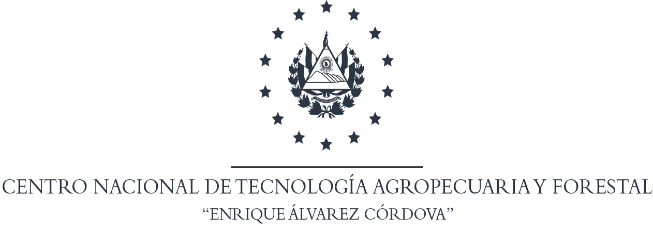 CENTRO NACIONAL DE TECNOLOGÍA AGROPECUARIA Y FORESTAL
“ENRIQUE ÁLVAREZ CÓRDOVA”